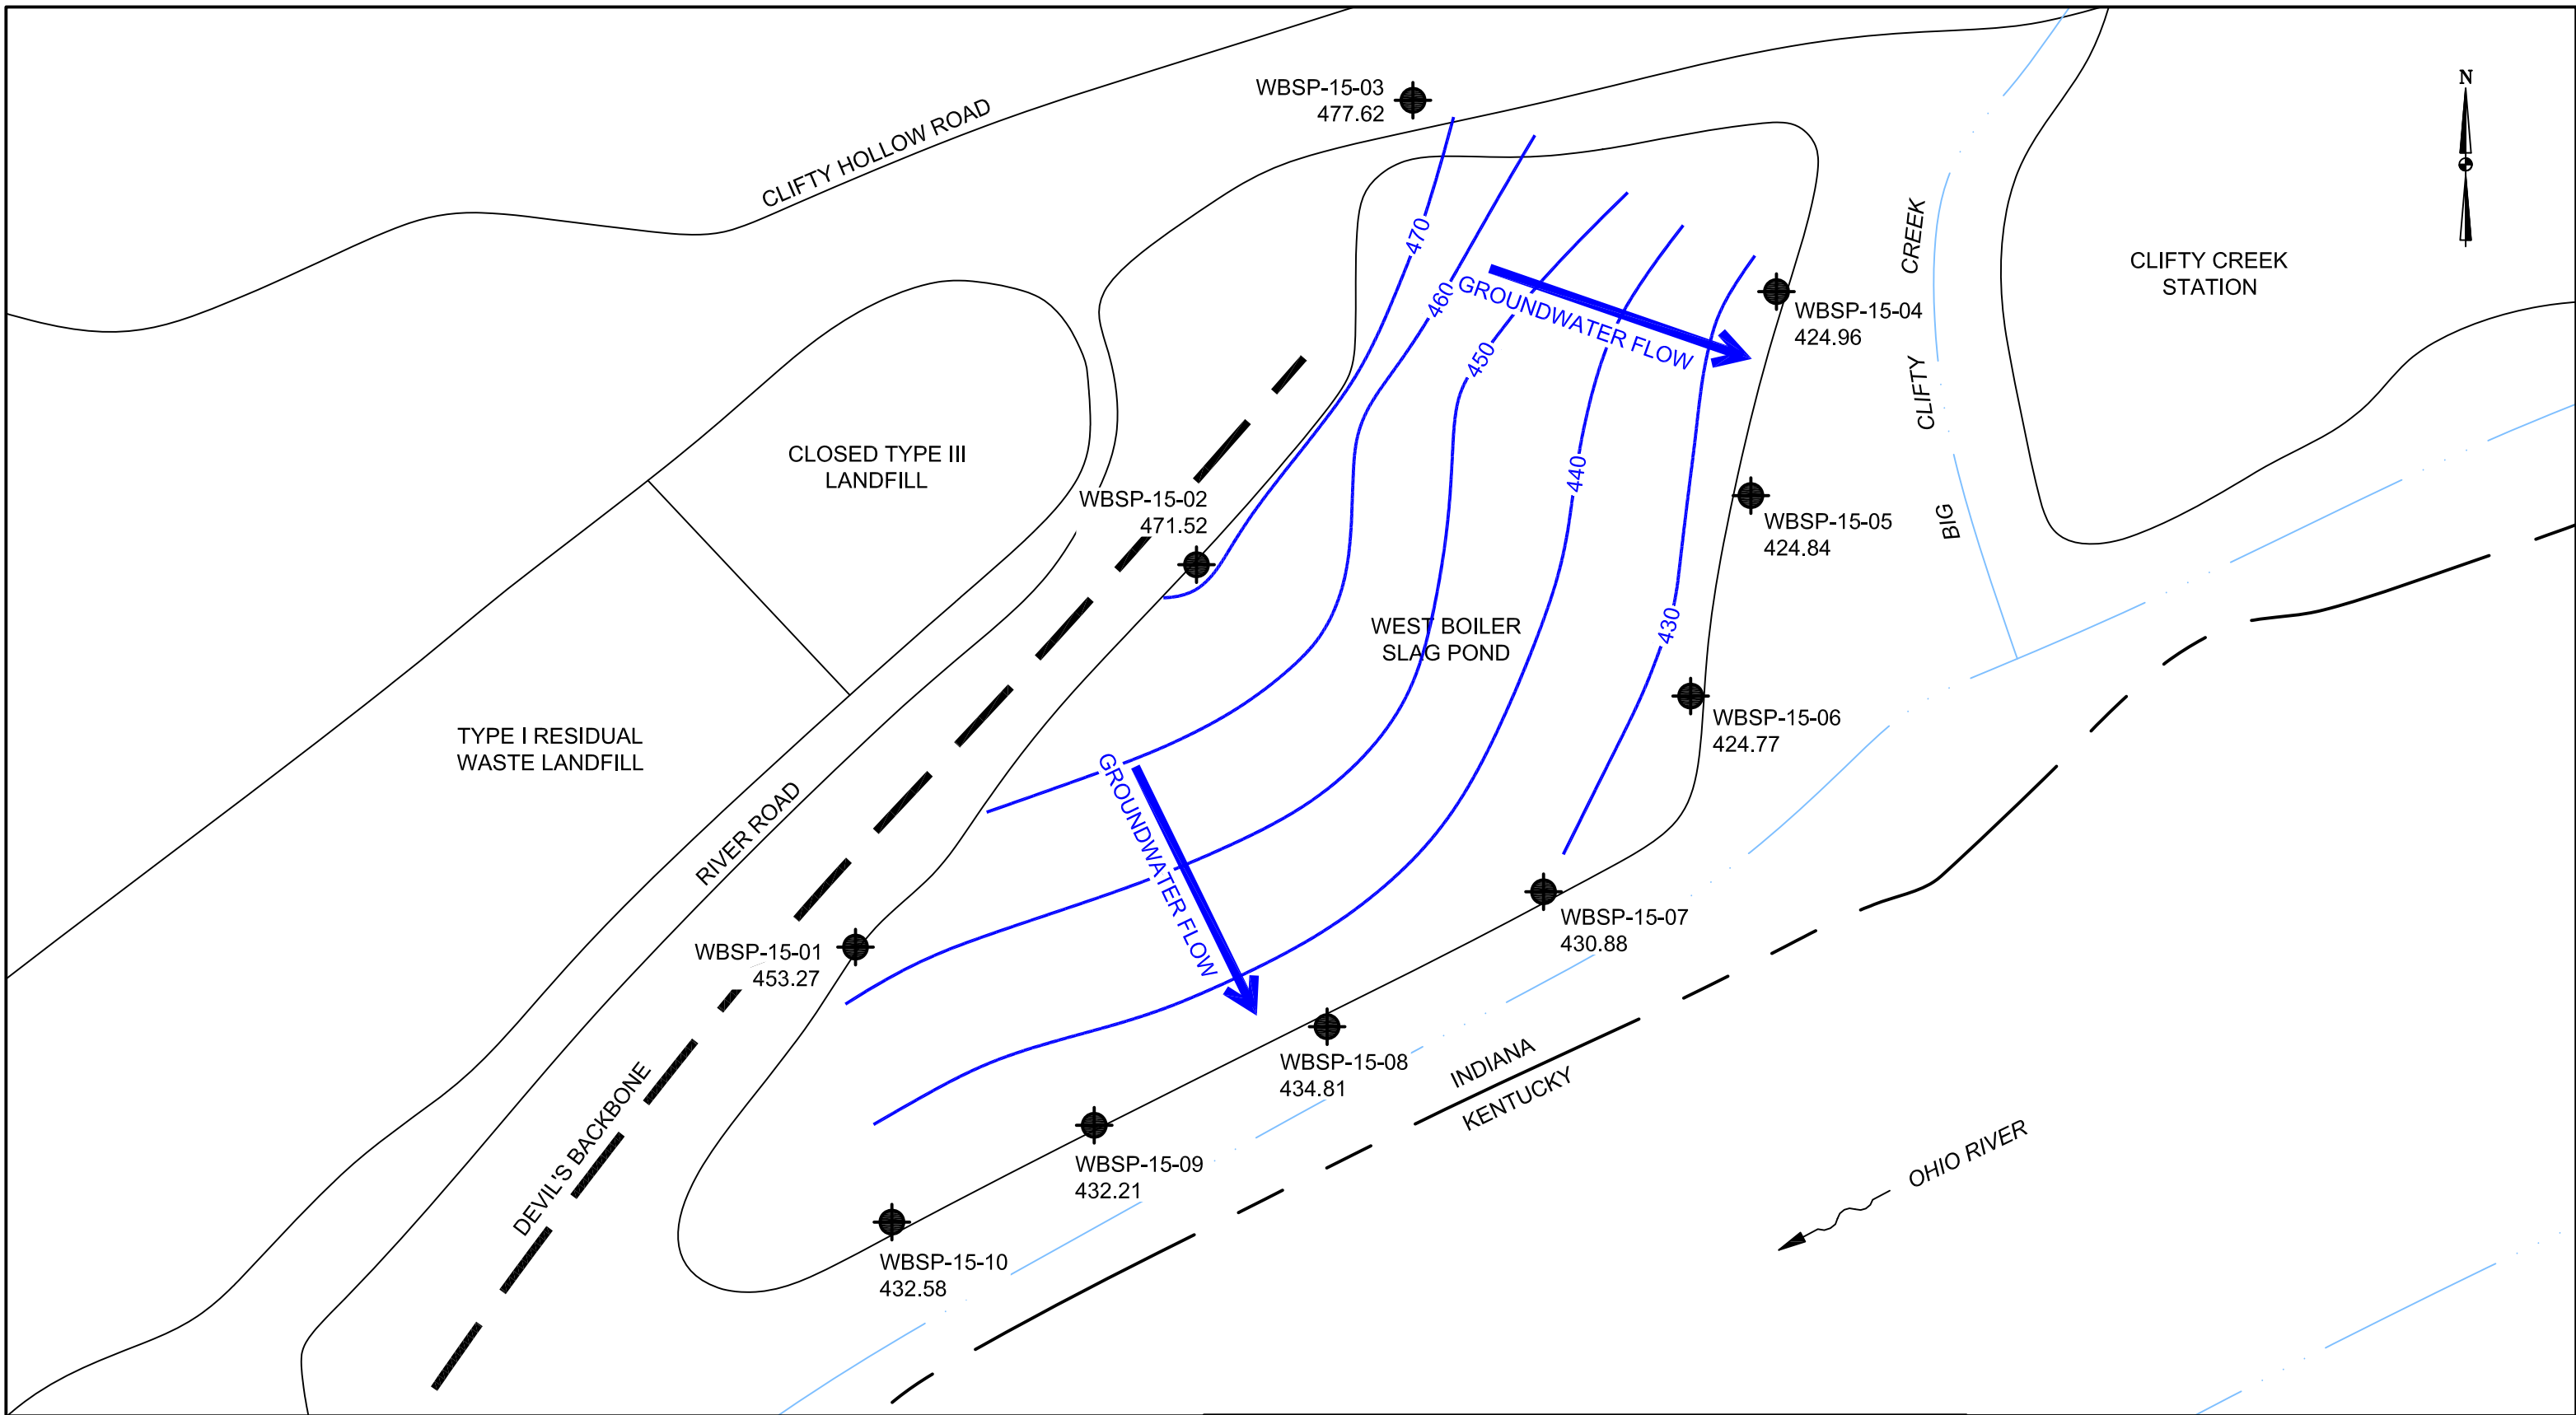 WBSP-15-03
477.62
N
CLIFTY HOLLOW ROAD
470
460
450
440
430
GROUNDWATER FLOW
WBSP-15-04
424.96
BIG CLIFTY CREEK
CLIFTY CREEK
STATION
CLOSED TYPE III
LANDFILL
WBSP-15-02
471.52
WBSP-15-05
424.84
WEST BOILER
SLAG POND
WBSP-15-06
424.77
TYPE I RESIDUAL
WASTE LANDFILL
RIVER ROAD
GROUNDWATER FLOW
WBSP-15-01
453.27
WBSP-15-07
430.88
WBSP-15-08
434.81
INDIANA
KENTUCKY
DEVIL'S BACKBONE
WBSP-15-09
432.21
OHIO RIVER
WBSP-15-10
432.58